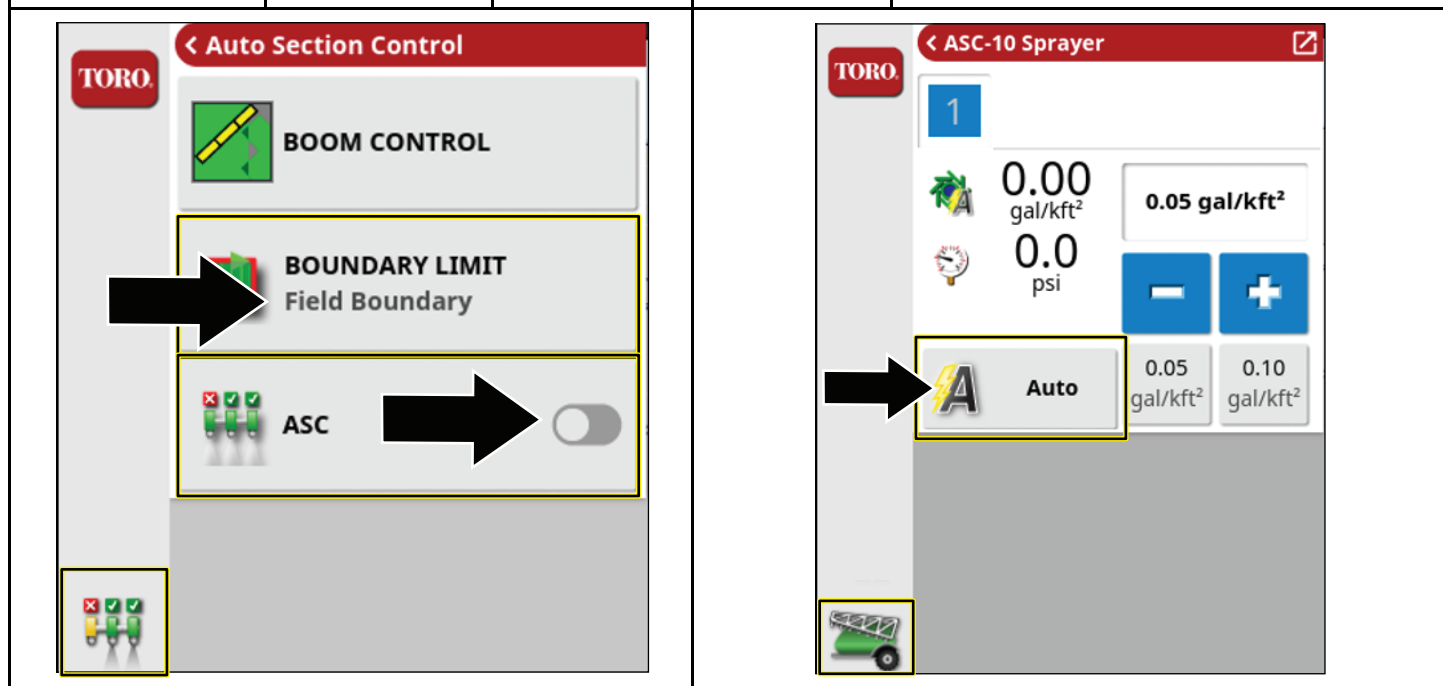 < Auto Section Control
TORO.
BOOM CONTROL
BOUNDARY LIMIT
Field Boundary
ASC
< ASC-10 Sprayer
TORO.
1
0.00
gal/kft²
0.05 gal/kft²
0.0
psi
A Auto
0.05
gal/kft²
0.10
gal/kft²